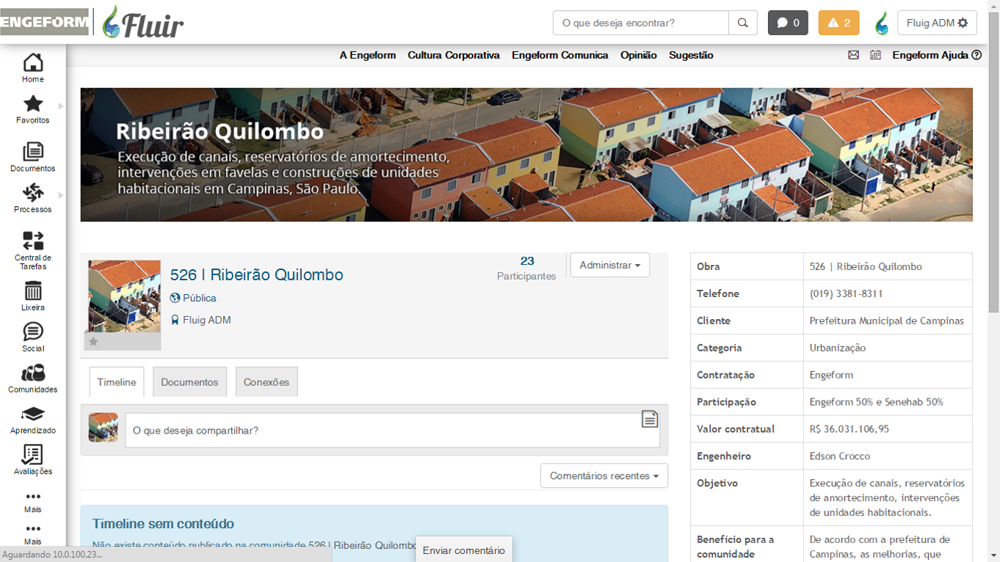 ENGEFORM
Fluir
O que deseja encontrar?
0
2
Fluig ADM
A Engeform
Cultura Corporativa
Engeform Comunica
Opinião
Sugestão
Engeform Ajuda
Home
Favoritos
Documentos
Processos
Central de
Tarefas
Lixeira
Social
Comunidades
Aprendizado
Avaliações
Mais
Mais
Ribeirão Quilombo
Execução de canais, reservatórios de amortecimento,
intervenções em favelas e construções de unidades
habitacionais em Campinas, São Paulo.
526 | Ribeirão Quilombo
Pública
Fluig ADM
23
Participantes
Administrar
Timeline
Documentos
Conexões
O que deseja compartilhar?
Comentários recentes
Timeline sem conteúdo
Não existe conteúdo publicado na comunidade 526 | Ribeirão Quilombo
Enviar comentário
Obra 526 | Ribeirão Quilombo
Telefone (019) 3381-8311
Cliente Prefeitura Municipal de Campinas
Categoria Urbanização
Contratação Engeform
Participação Engeform 50% e Senehab 50%
Valor contratual R$ 36.031.106,95
Engenheiro Edson Crocco
Objetivo Execução de canais, reservatórios
de amortecimento, intervenções
de unidades habitacionais.
Benefício para a De acordo com a prefeitura de
comunidade Campinas, as melhorias, que
Aguardando 10.0.100.23...